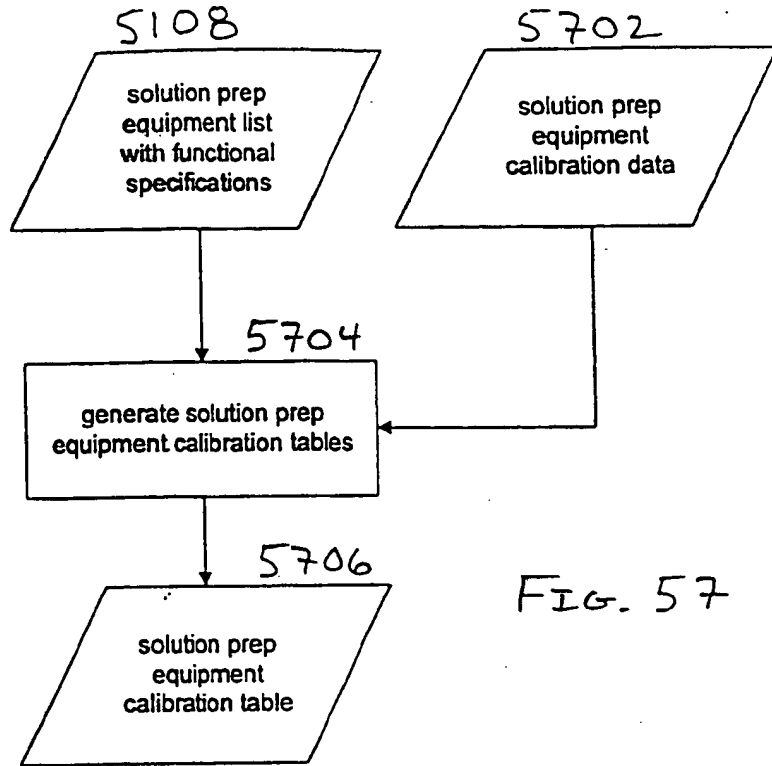 5108
5702
solution prep
equipment list
with functional
specifications
solution prep
equipment
calibration data
5704
generate solution prep
equipment calibration tables
5706
solution prep
equipment
calibration table
FIG. 57